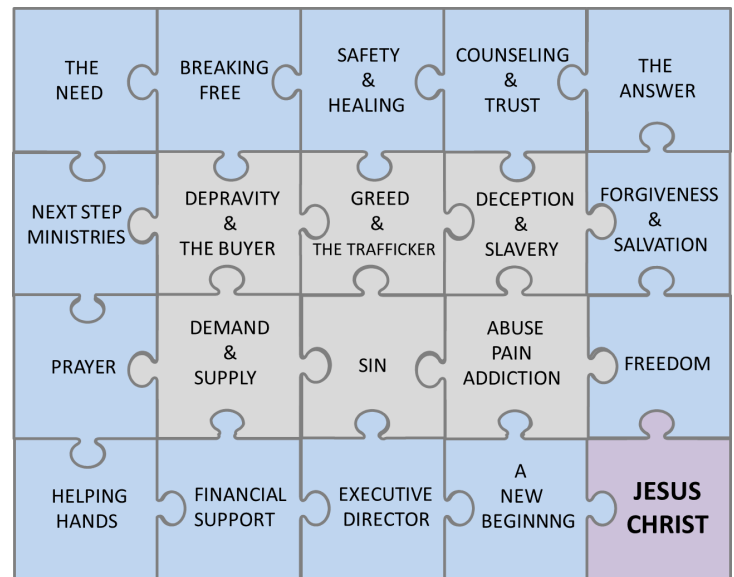 THE
NEED
BREAKING
FREE
SAFETY
&
HEALING
COUNSELING
&
TRUST
THE
ANSWER
NEXT STEP
MINISTRIES
DEPRAVITY
&
THE BUYER
GREED
&
THE TRAFFICKER
DECEPTION
&
SLAVERY
FORGIVENESS
&
SALVATION
PRAYER
DEMAND
&
SUPPLY
SIN
ABUSE
PAIN
ADDICTION
FREEDOM
HELPING
HANDS
FINANCIAL
SUPPORT
EXECUTIVE
DIRECTOR
A
NEW
BEGINNNG
JESUS
CHRIST